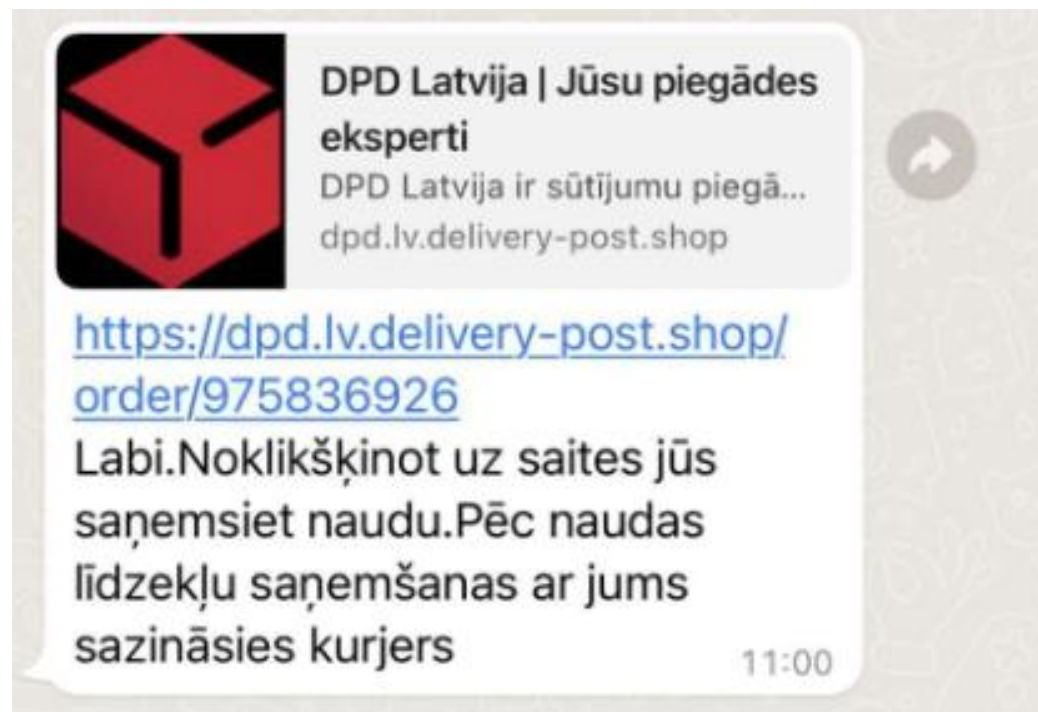 DPD Latvija | Jūsu piegādes
eksperti
DPD Latvija ir sūtījumu piegā...
dpd.lv.delivery-post.shop
https://dpd.lv.delivery-post.shop/
order/975836926
Labi.Noklikšķinot uz saites jūs
saņemsiet naudu.Pēc naudas
līdzekļu saņemšanas ar jums
sazināsies kurjers
11:00